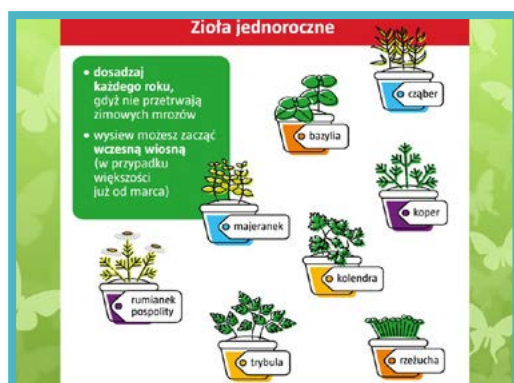 Zioła jednoroczne
• dosadzaj
każdego roku,
gdyż nie przetrwają
zimowych mrozów
• wysiew możesz zacząć
wczesną wiosną
(w przypadku
większości
już od marca)
cząber
bazylia
koper
majeranek
kolendra
rumianek
pospolity
trybula
rzeżucha